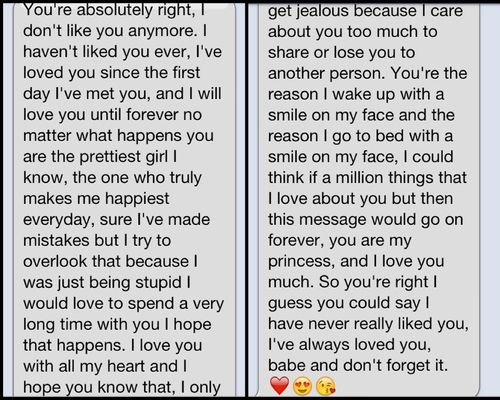 You're absolutely right, I
don't like you anymore. I
haven't liked you ever, I've
loved you since the first
day I've met you, and I will
love you until forever no
matter what happens you
are the prettiest girl I
know, the one who truly
makes me happiest
everyday, sure I've made
mistakes but I try to
overlook that because I
was just being stupid I
would love to spend a very
long time with you I hope
that happens. I love you
with all my heart and I
hope you know that, I only
get jealous because I care
about you too much to
share or lose you to
another person. You're the
reason I wake up with a
smile on my face and the
reason I go to bed with a
smile on my face, I could
think if a million things that
I love about you but then
this message would go on
forever, you are my
princess, and I love you
much. So you're right I
guess you could say I
have never really liked you,
I've always loved you,
babe and don't forget it.
❤️😍😘